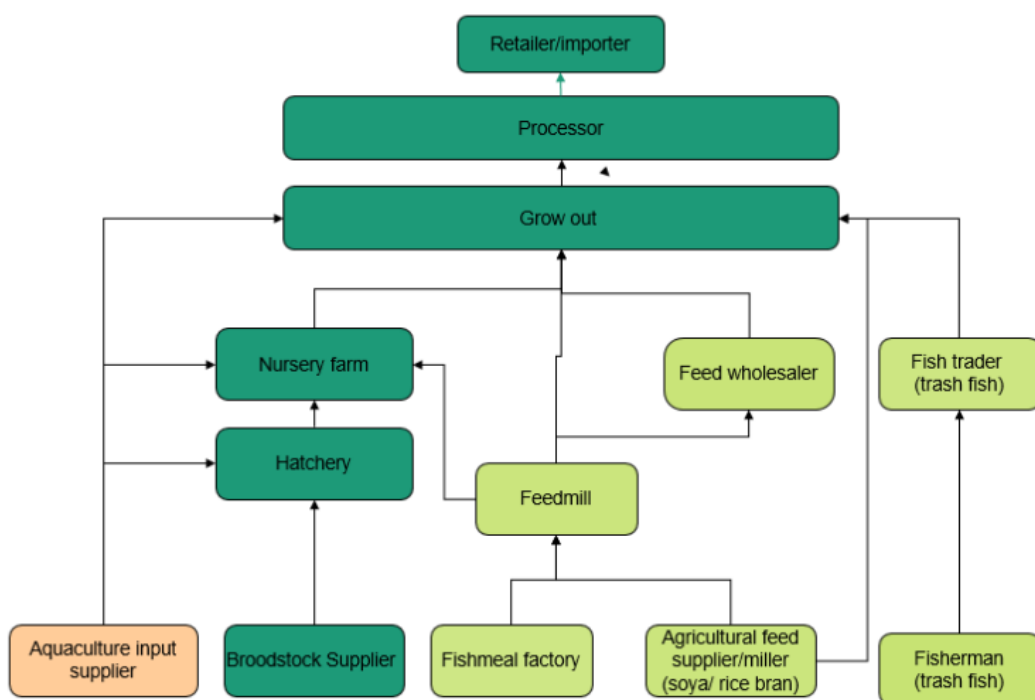 Retailer/importer
Processor
Grow out
Nursery farm
Feed wholesaler
Fish trader
(trash fish)
Hatchery
Feedmill
Aquaculture input
supplier
Broodstock Supplier
Fishmeal factory
Agricultural feed
supplier/miller
(soya/ rice bran)
Fisherman
(trash fish)